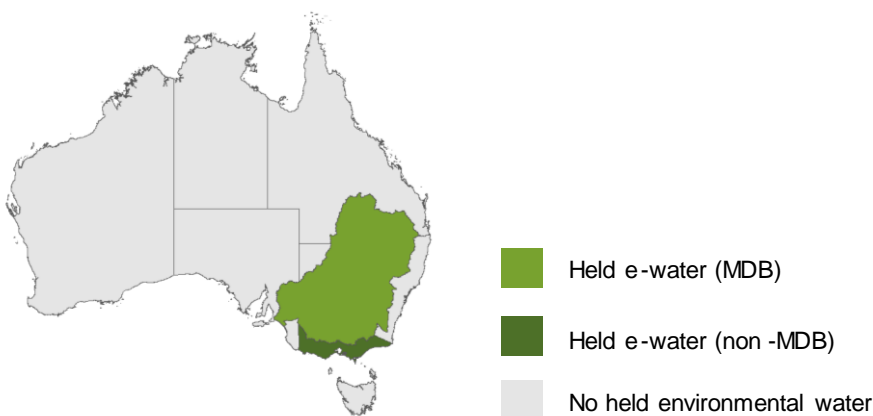 Held e-water (MDB)
Held e-water (non -MDB)
No held environmental water